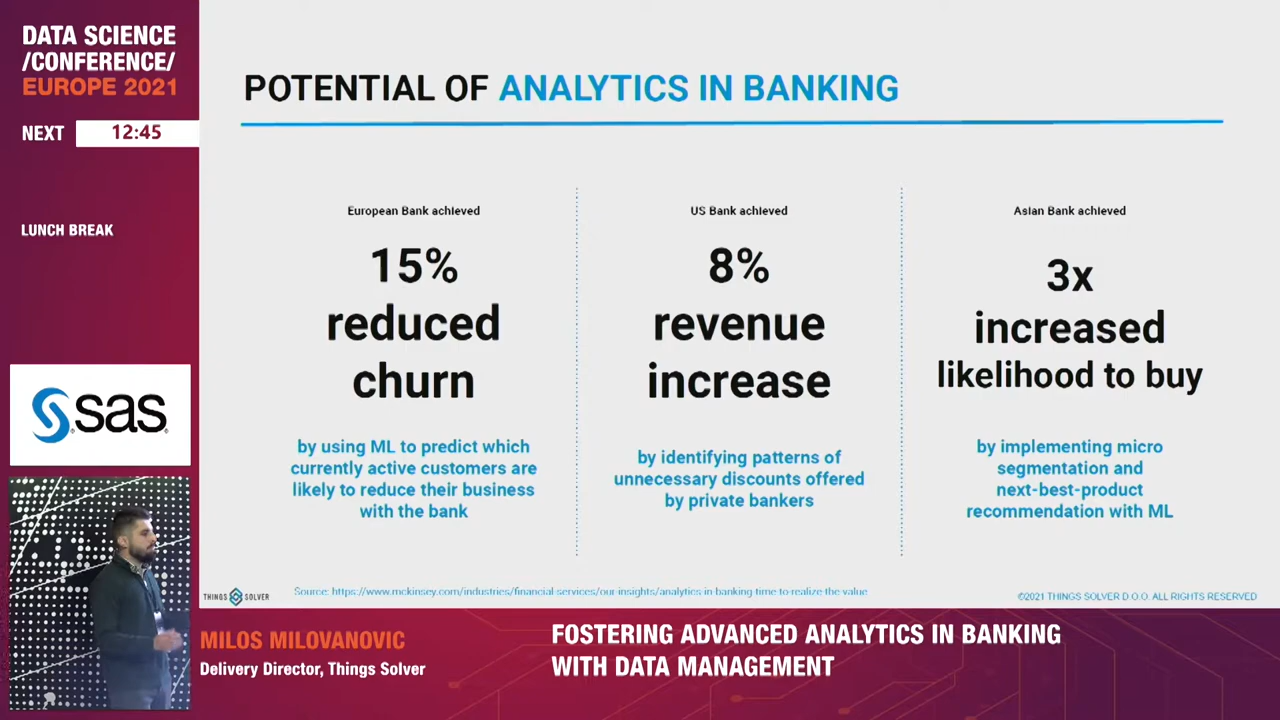 DATA SCIENCE
/CONFERENCE/
EUROPE 2021
NEXT 12:45
LUNCH BREAK
sas
POTENTIAL OF ANALYTICS IN BANKING
European Bank achieved
15%
reduced
churn
by using ML to predict which
currently active customers are
likely to reduce their business
with the bank
US Bank achieved
8%
revenue
increase
by identifying patterns of
unnecessary discounts offered
by private bankers
Asian Bank achieved
3x
increased
likelihood to buy
by implementing micro
segmentation and
next-best-product
recommendation with ML
THINGS SOLVER
Source: https://www.mckinsey.com/industries/financial-services/our-insights/analytics-in-banking-time-to-realize-the-value
©2021 THINGS SOLVER D.O.O. ALL RIGHTS RESERVED
MILOS MILOVANOVIC
Delivery Director, Things Solver
FOSTERING ADVANCED ANALYTICS IN BANKING
WITH DATA MANAGEMENT